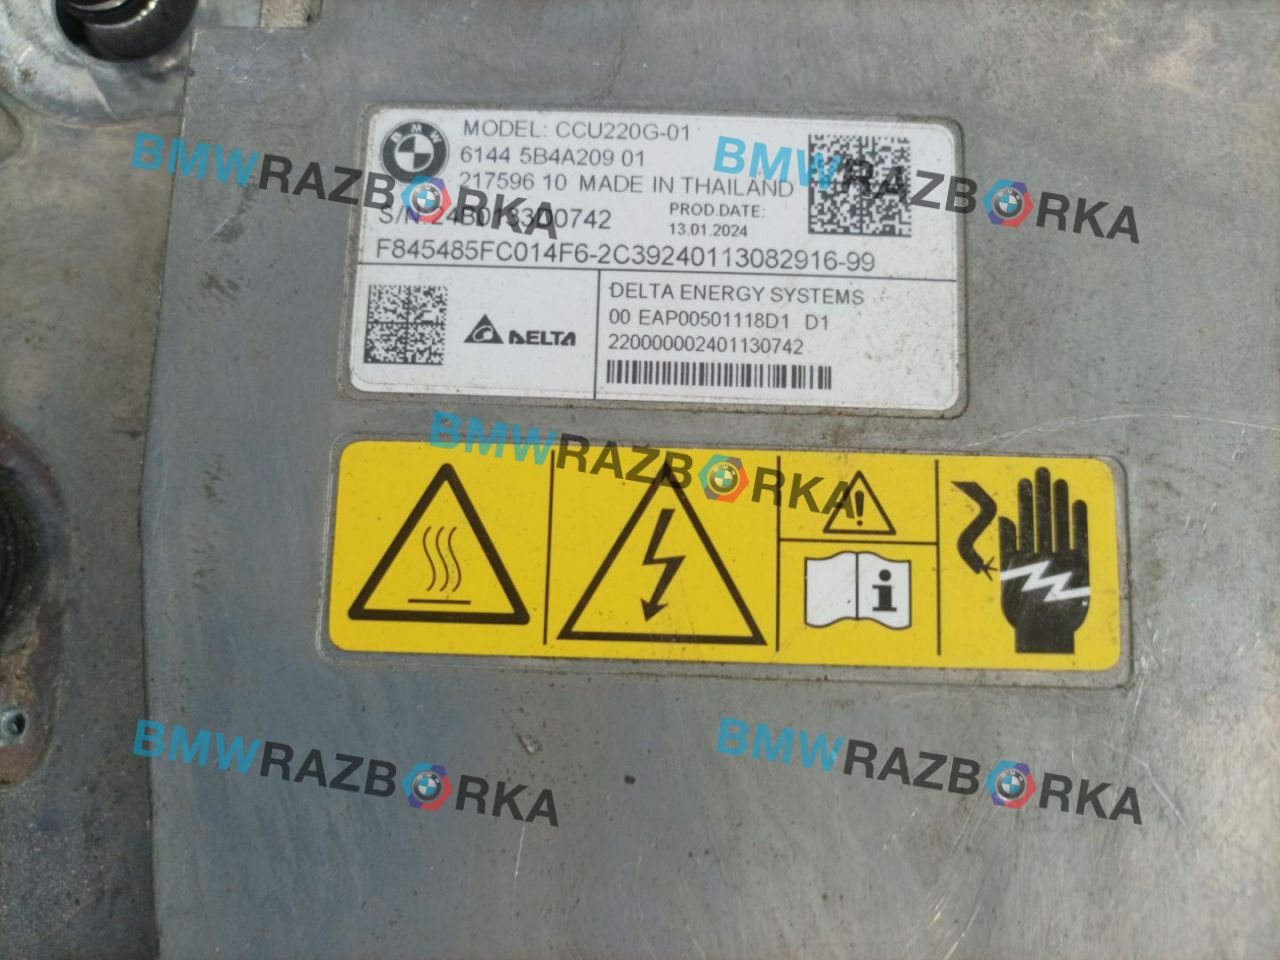 BMW
MODEL: CCU220G-01
6144 5B4A209 01
217596 10 MADE IN THAILAND
PROD.DATE:
13.01.2024
F845485FC014F6-2C39240113082916-99
DELTA
DELTA ENERGY SYSTEMS
00 EAP00501118D1 D1
220000002401130742
BMWRAZBORKA
BMWRAZBORKA
BMWRAZBORKA
BMWRAZBORKA
BMWRAZBORKA